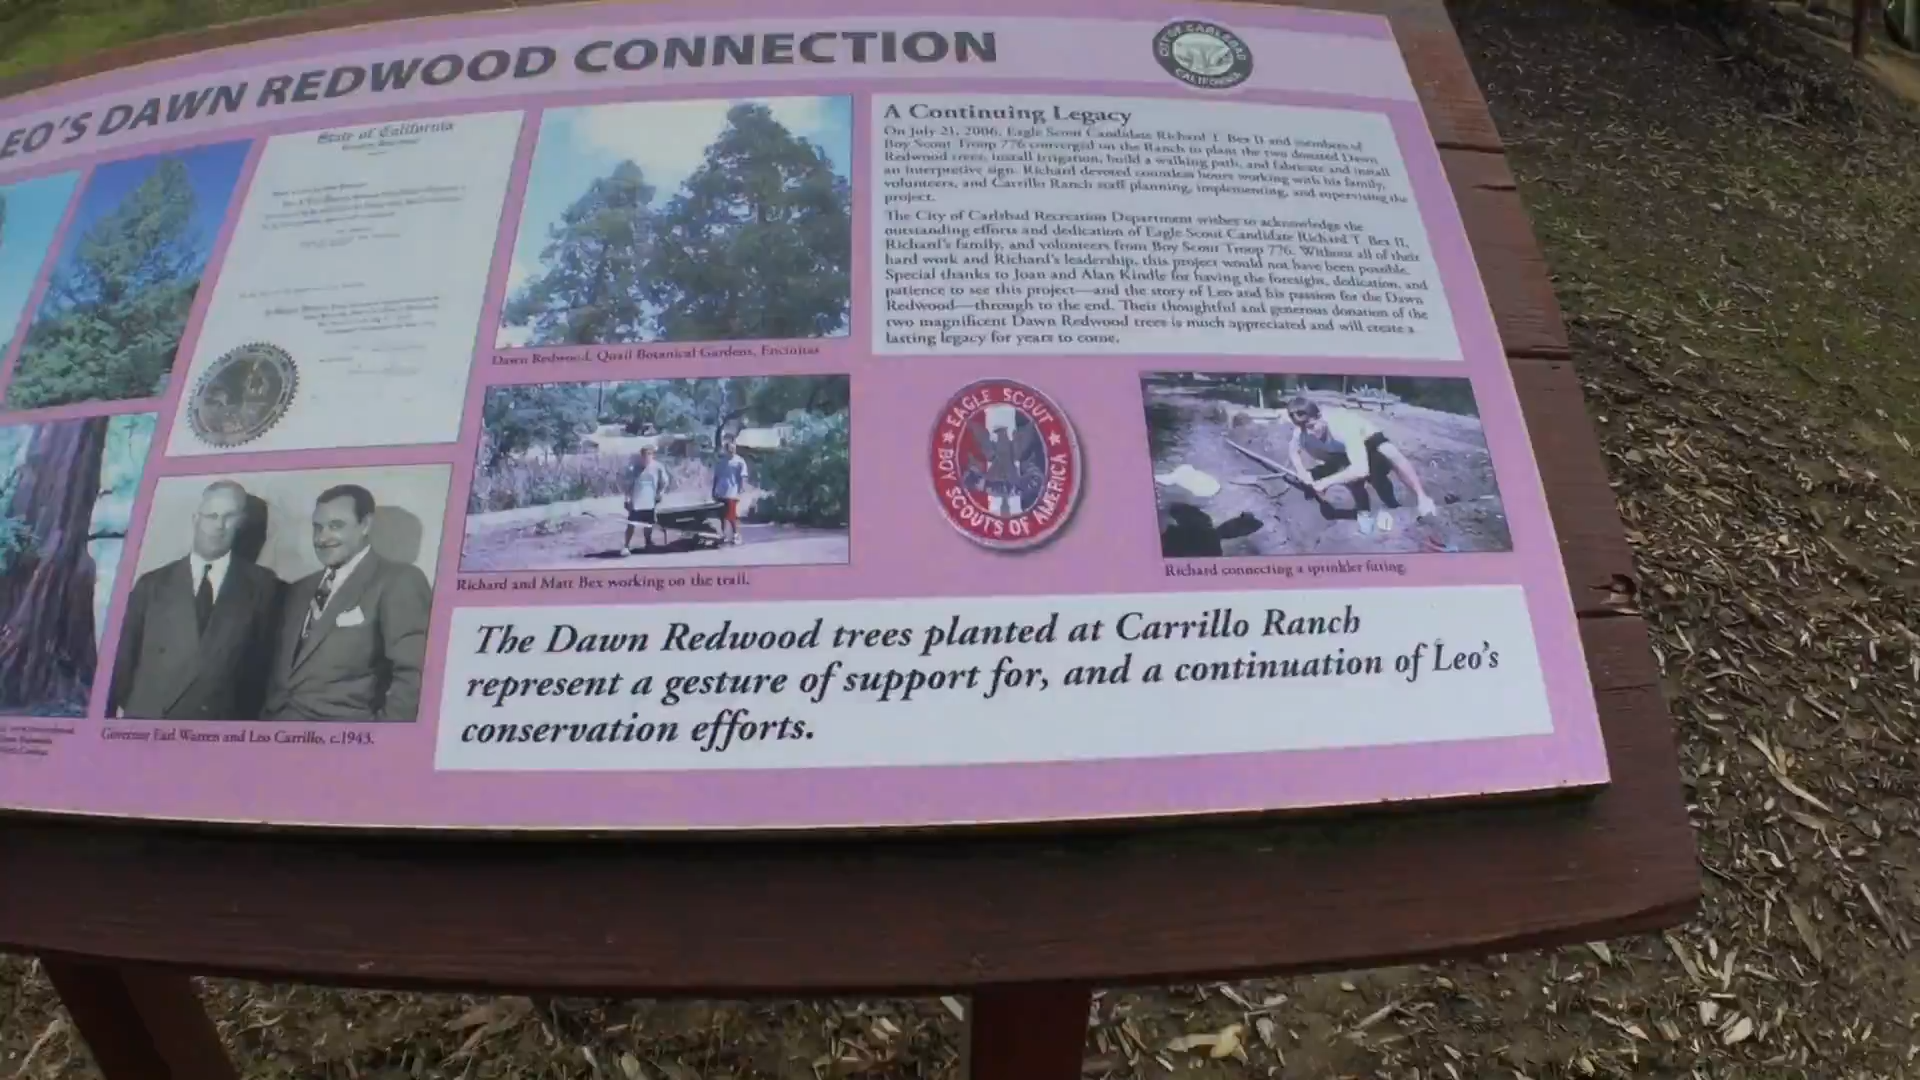 LEO'S DAWN REDWOOD CONNECTION
CITY OF CARLSBAD
CALIFORNIA
State of California
Dawn Redwood, Quail Botanical Gardens, Encinitas
Governor Earl Warren and Leo Carrillo, c.1943.
Richard and Matt Bex working on the trail.
A Continuing Legacy
On July 21, 2006, Eagle Scout Candidate Richard T. Bex II and members of
Boy Scout Troop 776 converged on the Ranch to plant the two donated Dawn
Redwood trees, install irrigation, build a walking path, and fabricate and install
an interpretive sign. Richard devoted countless hours working with his family,
volunteers, and Carrillo Ranch staff planning, implementing, and supervising the
project.
The City of Carlsbad Recreation Department wishes to acknowledge the
outstanding efforts and dedication of Eagle Scout Candidate Richard T. Bex II,
Richard's family, and volunteers from Boy Scout Troop 776. Without all of their
hard work and Richard's leadership, this project would not have been possible.
Special thanks to Joan and Alan Kindle for having the foresight, dedication, and
patience to see this project—and the story of Leo and his passion for the Dawn
Redwood—through to the end. Their thoughtful and generous donation of the
two magnificent Dawn Redwood trees is much appreciated and will create a
lasting legacy for years to come.
EAGLE SCOUT
BOY SCOUTS OF AMERICA
Richard connecting a sprinkler fitting.
The Dawn Redwood trees planted at Carrillo Ranch
represent a gesture of support for, and a continuation of Leo's
conservation efforts.